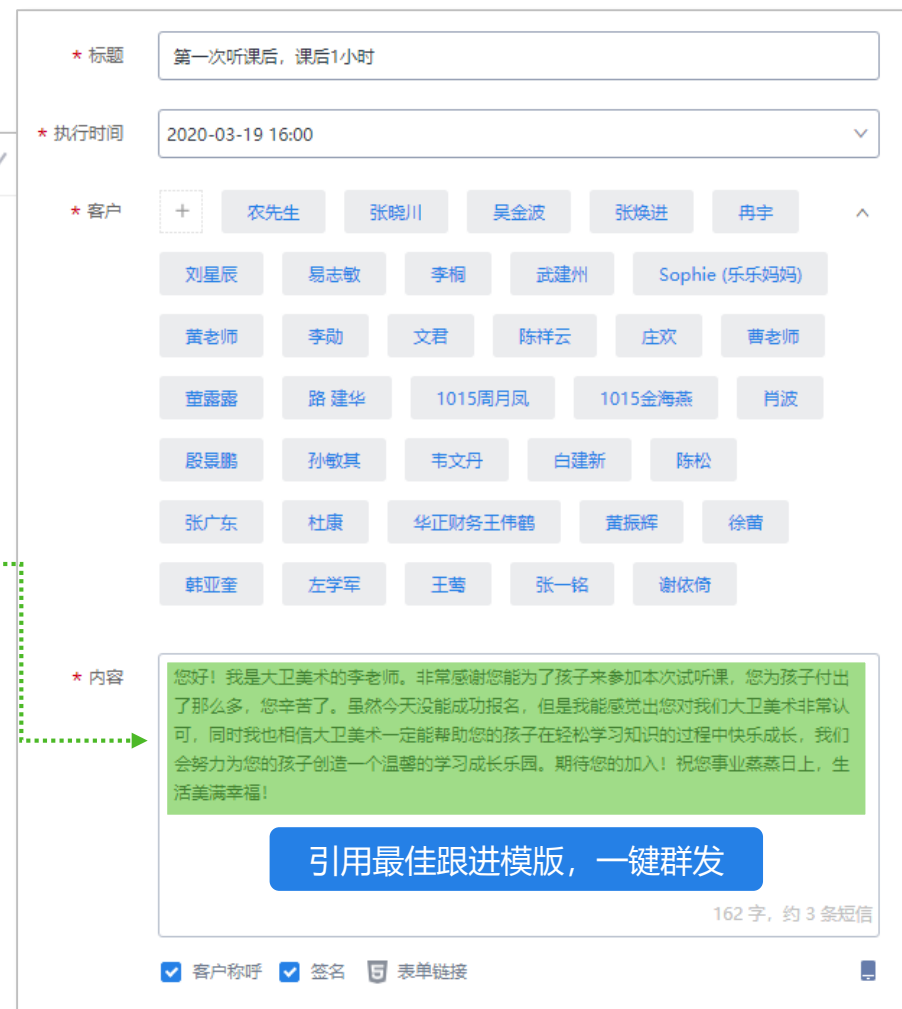 * 标题 第一次听课后，课后1小时
* 执行时间 2020-03-19 16:00
* 客户 + 农先生 张晓川 吴金波 张焕进 冉宇
刘星辰 易志敏 李桐 武建州 Sophie (乐乐妈妈)
黄老师 李勋 文君 陈祥云 庄欢 曹老师
董露露 路 建华 1015周月凤 1015金海燕 肖波
殷景鹏 孙敏其 韦文丹 白建新 陈松
张广东 杜康 华正财务王伟鹤 黄振辉 徐蕾
韩亚奎 左学军 王莺 张一铭 谢依倚
* 内容 您好！我是大卫美术的李老师。非常感谢您能为了孩子来参加本次试听课，您为孩子付出
了那么多，您辛苦了。虽然今天没能成功报名，但是我能感觉出您对我们大卫美术非常认
可，同时我也相信大卫美术一定能帮助您的孩子在轻松学习知识的过程中快乐成长，我们
会努力为您的孩子创造一个温馨的学习成长乐园。期待您的加入！祝您事业蒸蒸日上，生
活美满幸福！
引用最佳跟进模版，一键群发
162 字，约 3 条短信
客户称呼 签名 表单链接